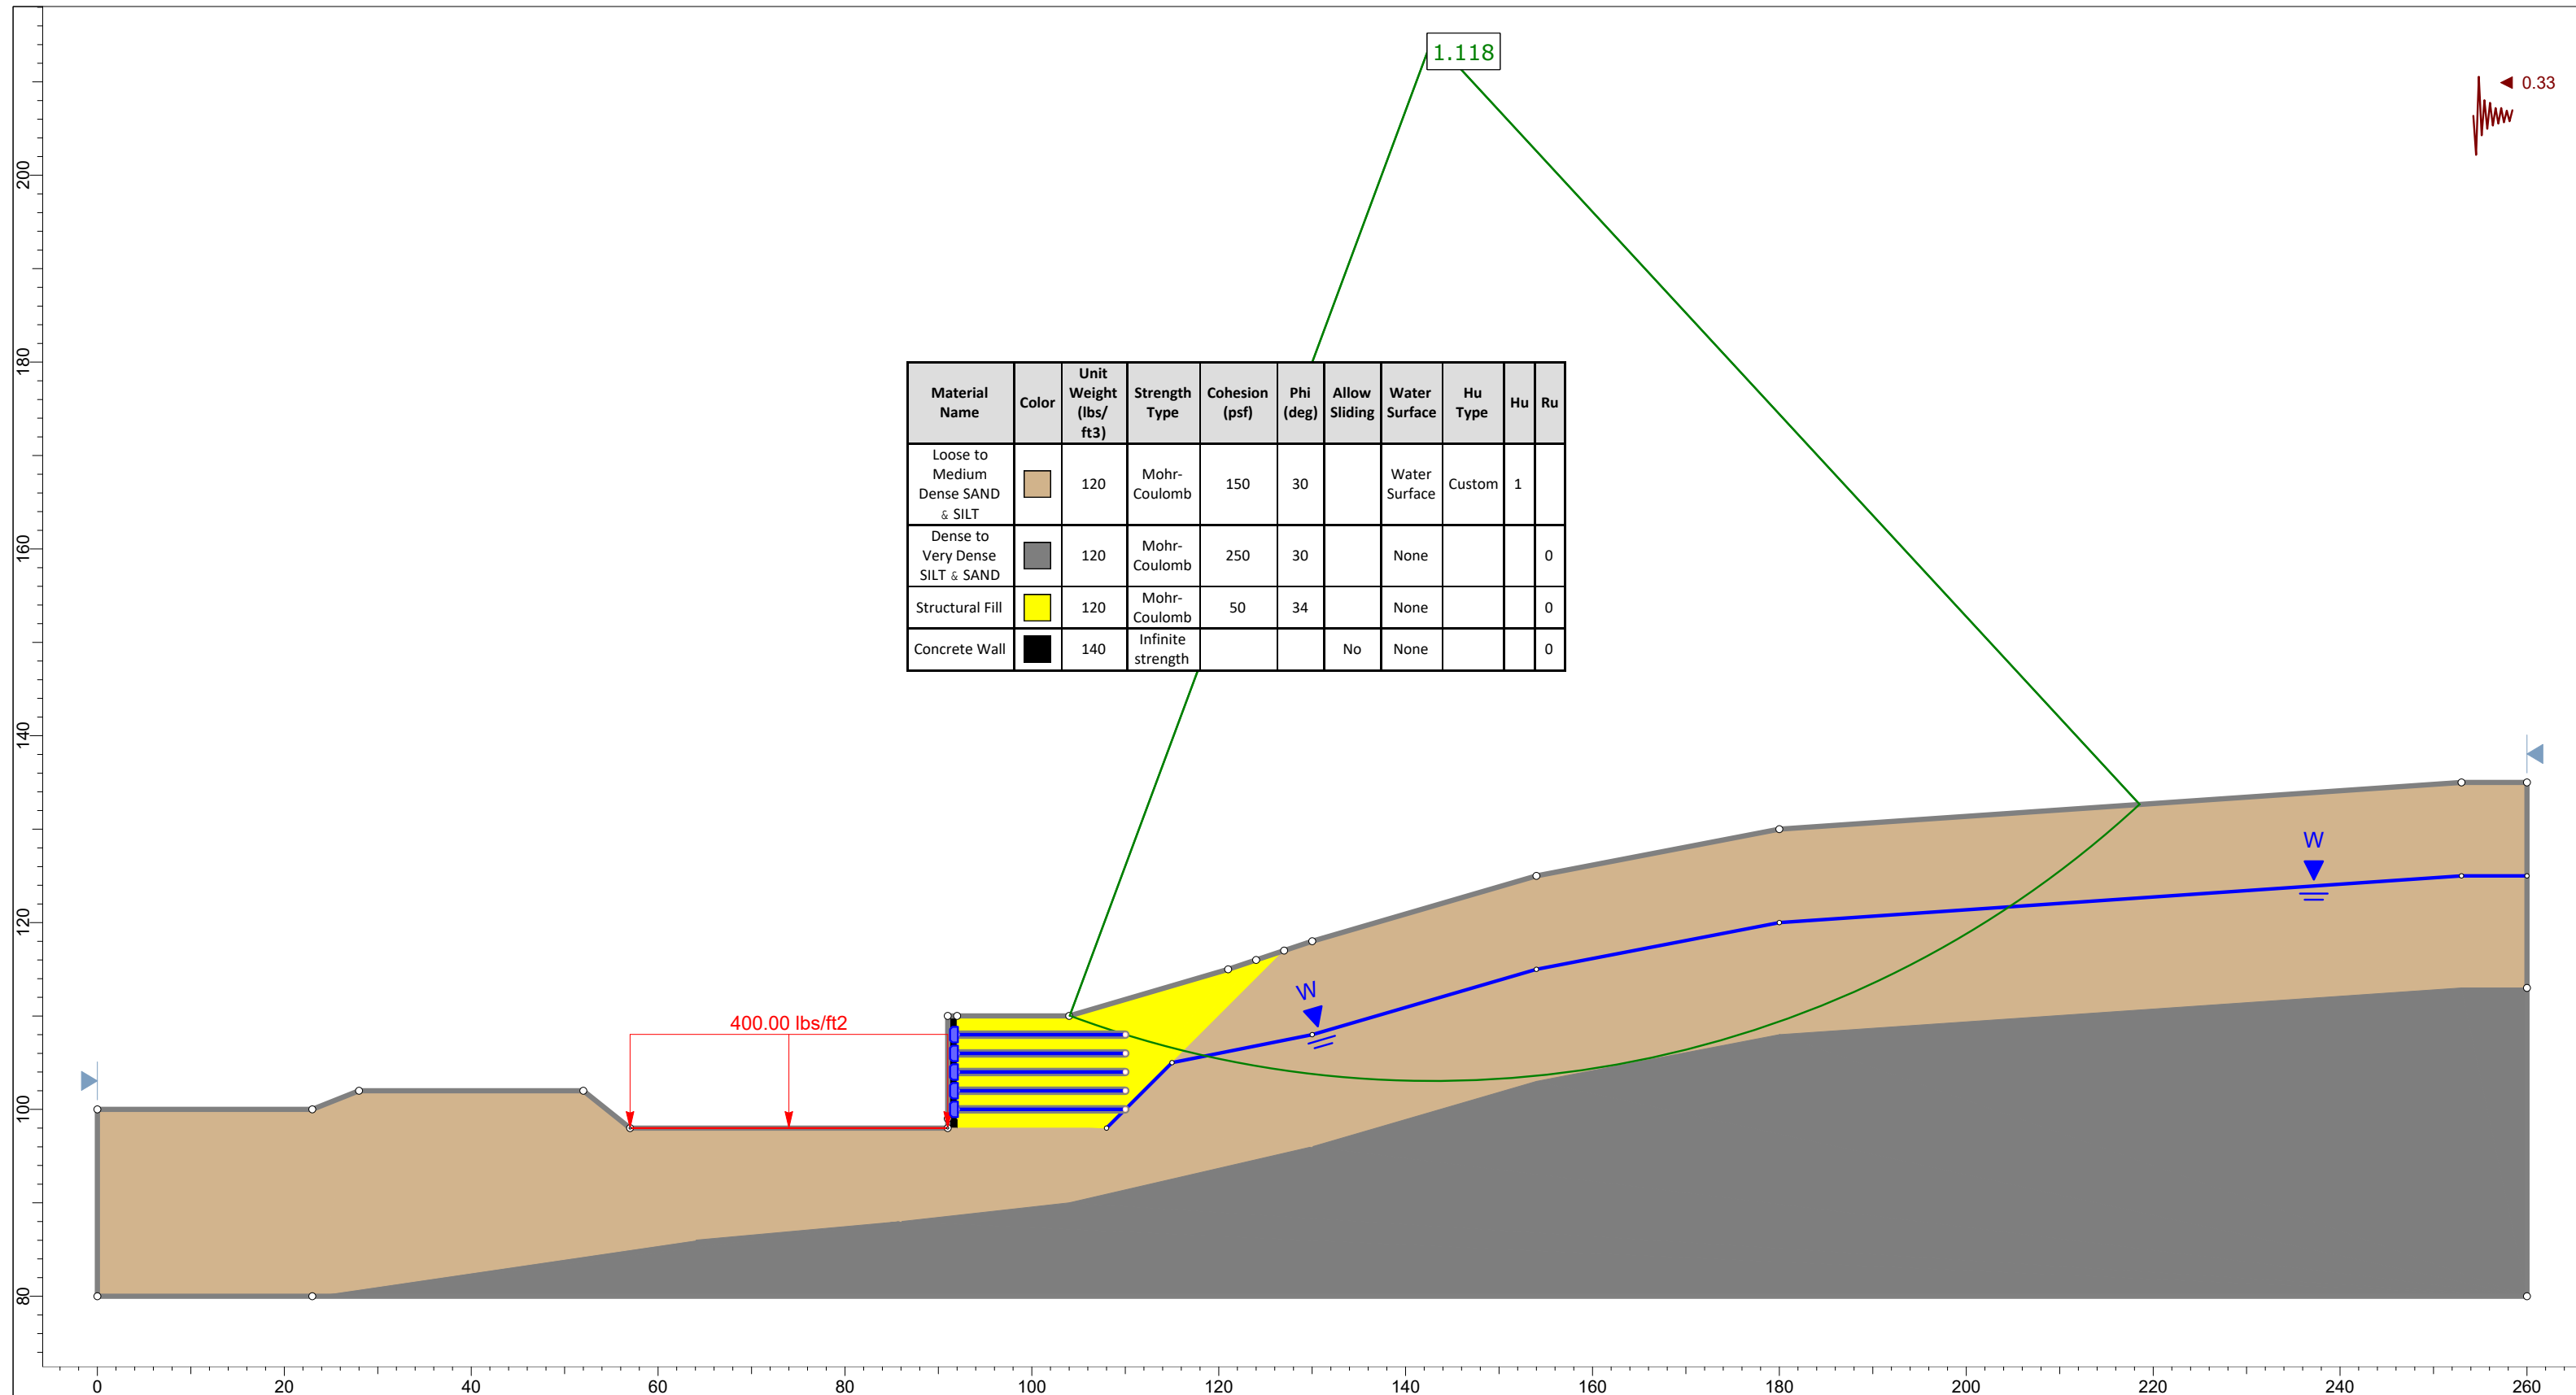 1.118
0.33
Material Name Color Unit Weight (lbs/ft3) Strength Type Cohesion (psf) Phi (deg) Allow Sliding Water Surface Hu Type Hu Ru
Loose to Medium Dense SAND & SILT 120 Mohr-Coulomb 150 30 Water Surface Custom 1
Dense to Very Dense SILT & SAND 120 Mohr-Coulomb 250 30 None 0
Structural Fill 120 Mohr-Coulomb 50 34 None 0
Concrete Wall 140 Infinite strength No None 0
W
W
400.00 lbs/ft2
200
180
160
140
120
100
80
0 20 40 60 80 100 120 140 160 180 200 220 240 260